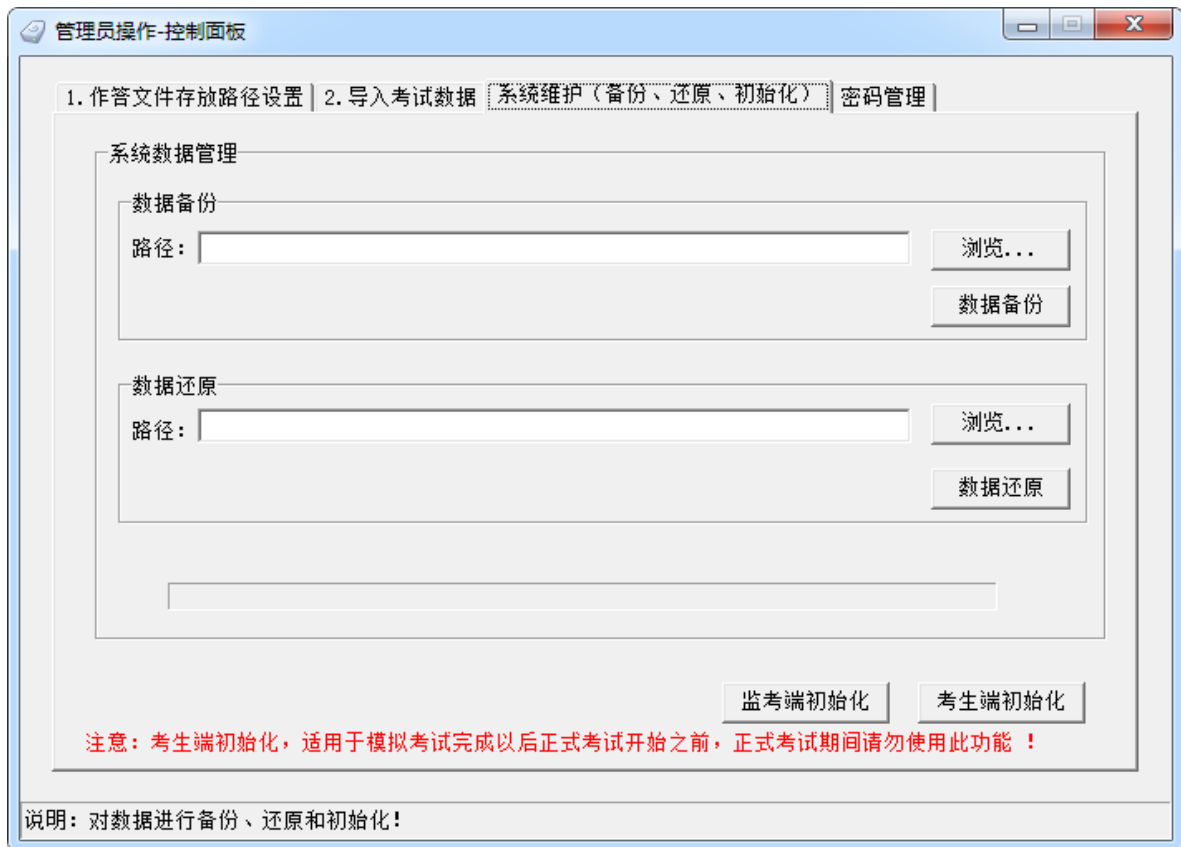 管理员操作-控制面板
1.作答文件存放路径设置 2.导入考试数据 系统维护（备份、还原、初始化） 密码管理
系统数据管理
数据备份
路径: 浏览...
数据备份
数据还原
路径: 浏览...
数据还原
监考端初始化 考生端初始化
注意: 考生端初始化，适用于模拟考试完成以后正式考试开始之前，正式考试期间请勿使用此功能 !
说明: 对数据进行备份、还原和初始化!